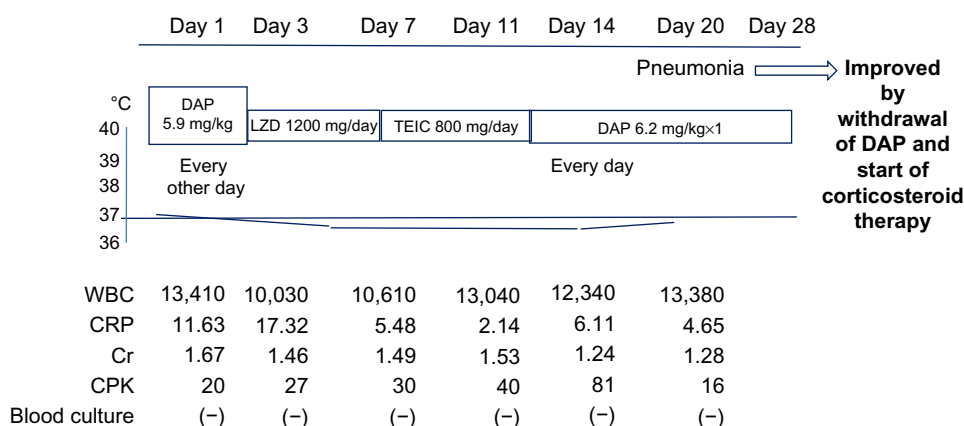 Day 1 Day 3 Day 7 Day 11 Day 14 Day 20 Day 28
Pneumonia
Improved
by
withdrawal
of DAP and
start of
corticosteroid
therapy
°C
DAP
5.9 mg/kg
LZD 1200 mg/day
TEIC 800 mg/day
DAP 6.2 mg/kg×1
Every
other day
Every day
40
39
38
37
36
WBC 13,410 10,030 10,610 13,040 12,340 13,380
CRP 11.63 17.32 5.48 2.14 6.11 4.65
Cr 1.67 1.46 1.49 1.53 1.24 1.28
CPK 20 27 30 40 81 16
Blood culture (−) (−) (−) (−) (−) (−)